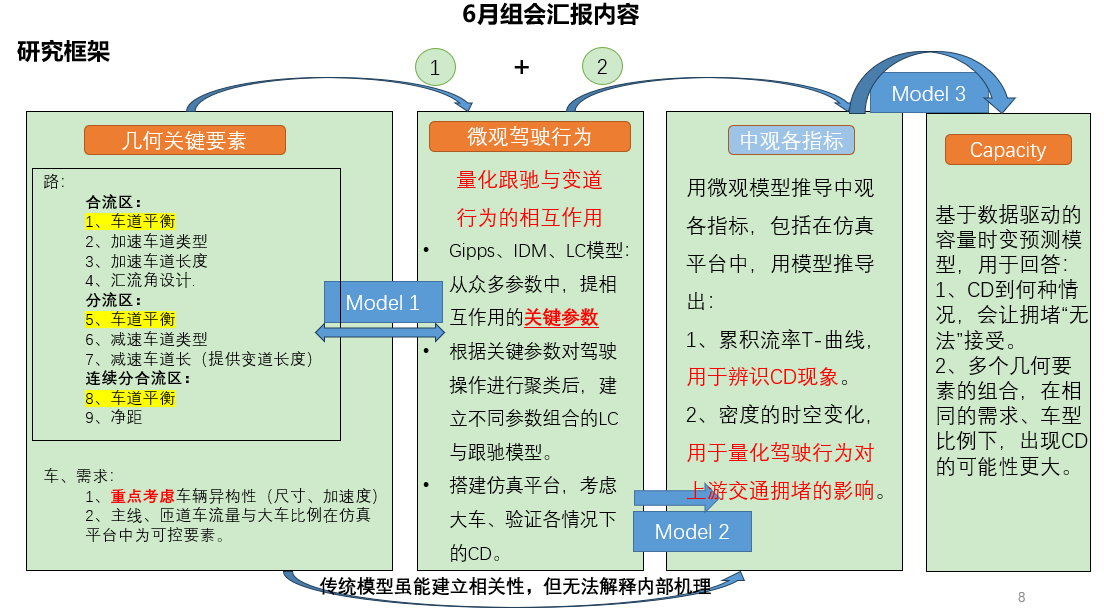 6月组会汇报内容
研究框架
1
+
2
几何关键要素
路：
合流区：
1、车道平衡
2、加速车道类型
3、加速车道长度
4、汇流角设计.
分流区：
5、车道平衡
6、减速车道类型
7、减速车道长（提供变道长度）
连续分合流区：
8、车道平衡
9、净距
车、需求：
1、重点考虑车辆异构性（尺寸、加速度）
2、主线、匝道车流量与大车比例在仿真
平台中为可控要素。
Model 1
微观驾驶行为
量化跟驰与变道
行为的相互作用
• Gipps、IDM、LC模型：
从众多参数中，提相
互作用的关键参数
• 根据关键参数对驾驶
操作进行聚类后，建
立不同参数组合的LC
与跟驰模型。
• 搭建仿真平台，考虑
大车、验证各情况下
的CD。
Model 2
中观各指标
用微观模型推导中观
各指标，包括在仿真
平台中，用模型推导
出：
1、累积流率T-曲线，
用于辨识CD现象。
2、密度的时空变化，
用于量化驾驶行为对
上游交通拥堵的影响。
Model 3
Capacity
基于数据驱动的
容量时变预测模
型，用于回答：
1、CD到何种情
况，会让拥堵“无
法”接受。
2、多个几何要
素的组合，在相
同的需求、车型
比例下，出现CD
的可能性更大。
传统模型虽能建立相关性，但无法解释内部机理
8